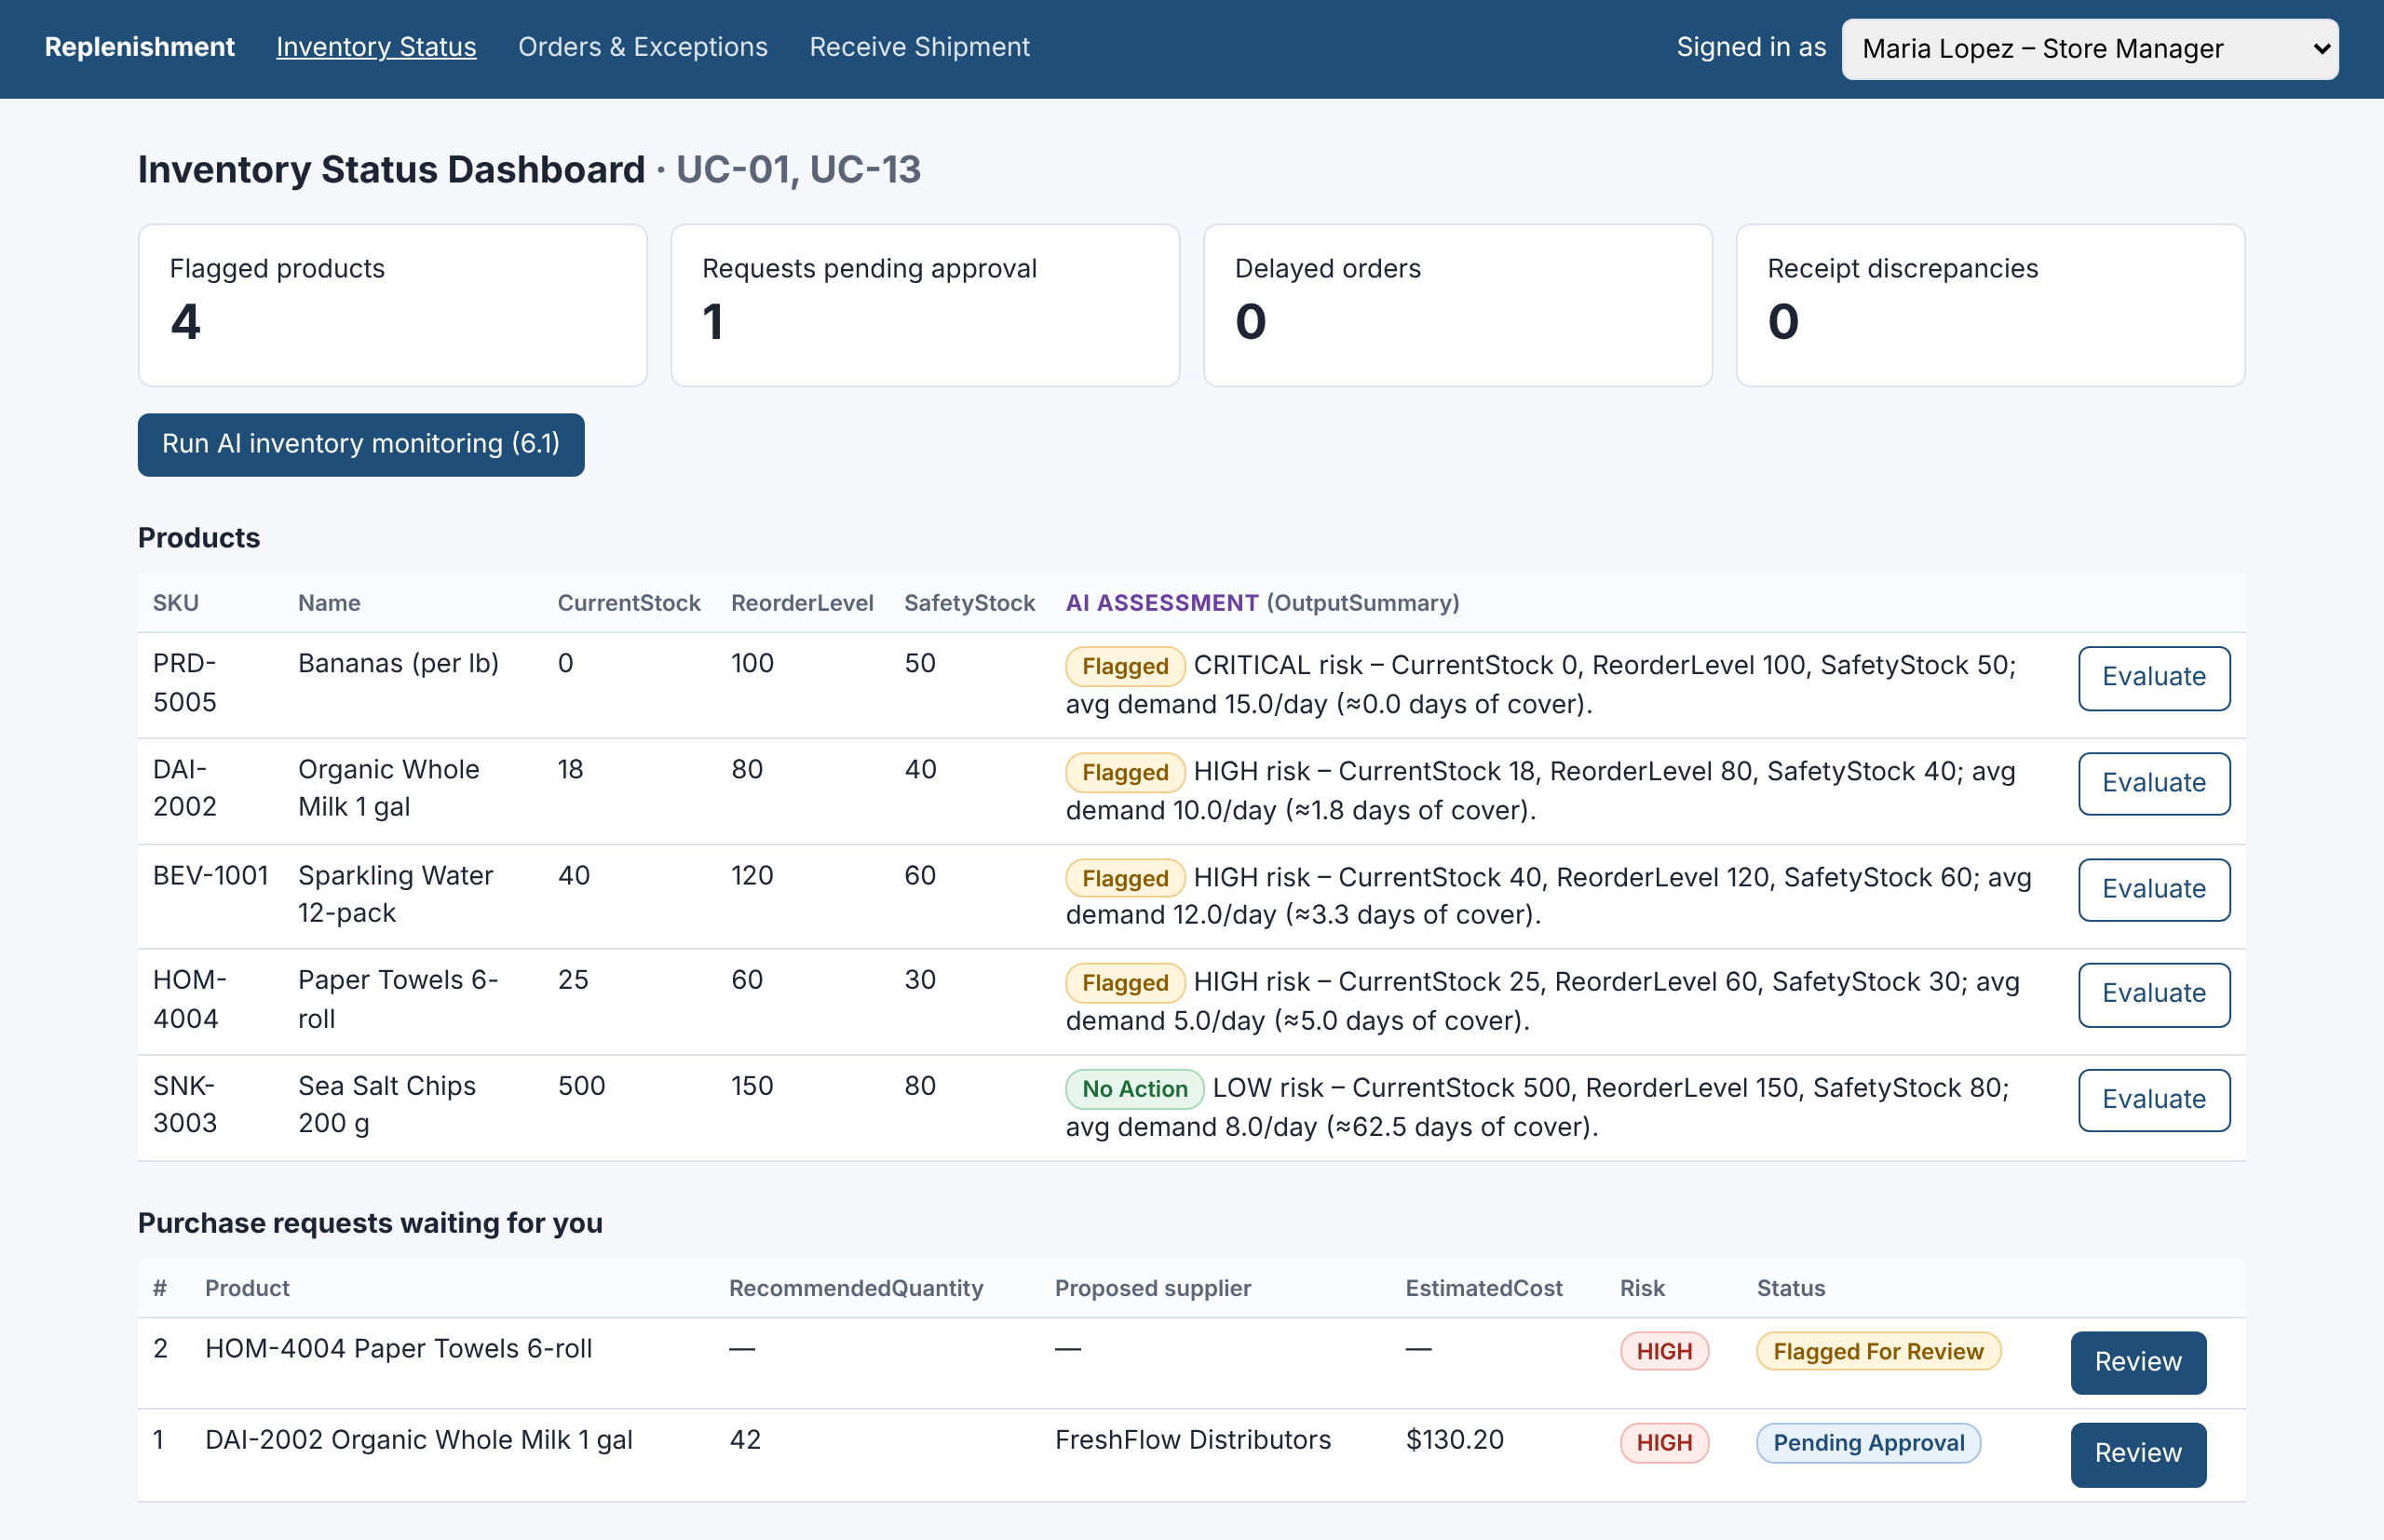 Replenishment Inventory Status Orders & Exceptions Receive Shipment Signed in as Maria Lopez – Store Manager
Inventory Status Dashboard · UC-01, UC-13
Flagged products
4
Requests pending approval
1
Delayed orders
0
Receipt discrepancies
0
Run AI inventory monitoring (6.1)
Products
SKU Name CurrentStock ReorderLevel SafetyStock AI ASSESSMENT (OutputSummary)
PRD- Bananas (per lb) 0 100 50 Flagged CRITICAL risk – CurrentStock 0, ReorderLevel 100, SafetyStock 50; Evaluate
5005 avg demand 15.0/day (≈0.0 days of cover).
DAI- Organic Whole 18 80 40 Flagged HIGH risk – CurrentStock 18, ReorderLevel 80, SafetyStock 40; avg Evaluate
2002 Milk 1 gal demand 10.0/day (≈1.8 days of cover).
BEV-1001 Sparkling Water 40 120 60 Flagged HIGH risk – CurrentStock 40, ReorderLevel 120, SafetyStock 60; avg Evaluate
12-pack demand 12.0/day (≈3.3 days of cover).
HOM- Paper Towels 6- 25 60 30 Flagged HIGH risk – CurrentStock 25, ReorderLevel 60, SafetyStock 30; avg Evaluate
4004 roll demand 5.0/day (≈5.0 days of cover).
SNK- Sea Salt Chips 500 150 80 No Action LOW risk – CurrentStock 500, ReorderLevel 150, SafetyStock 80; Evaluate
3003 200 g avg demand 8.0/day (≈62.5 days of cover).
Purchase requests waiting for you
# Product RecommendedQuantity Proposed supplier EstimatedCost Risk Status
2 HOM-4004 Paper Towels 6-roll — — — HIGH Flagged For Review Review
1 DAI-2002 Organic Whole Milk 1 gal 42 FreshFlow Distributors $130.20 HIGH Pending Approval Review